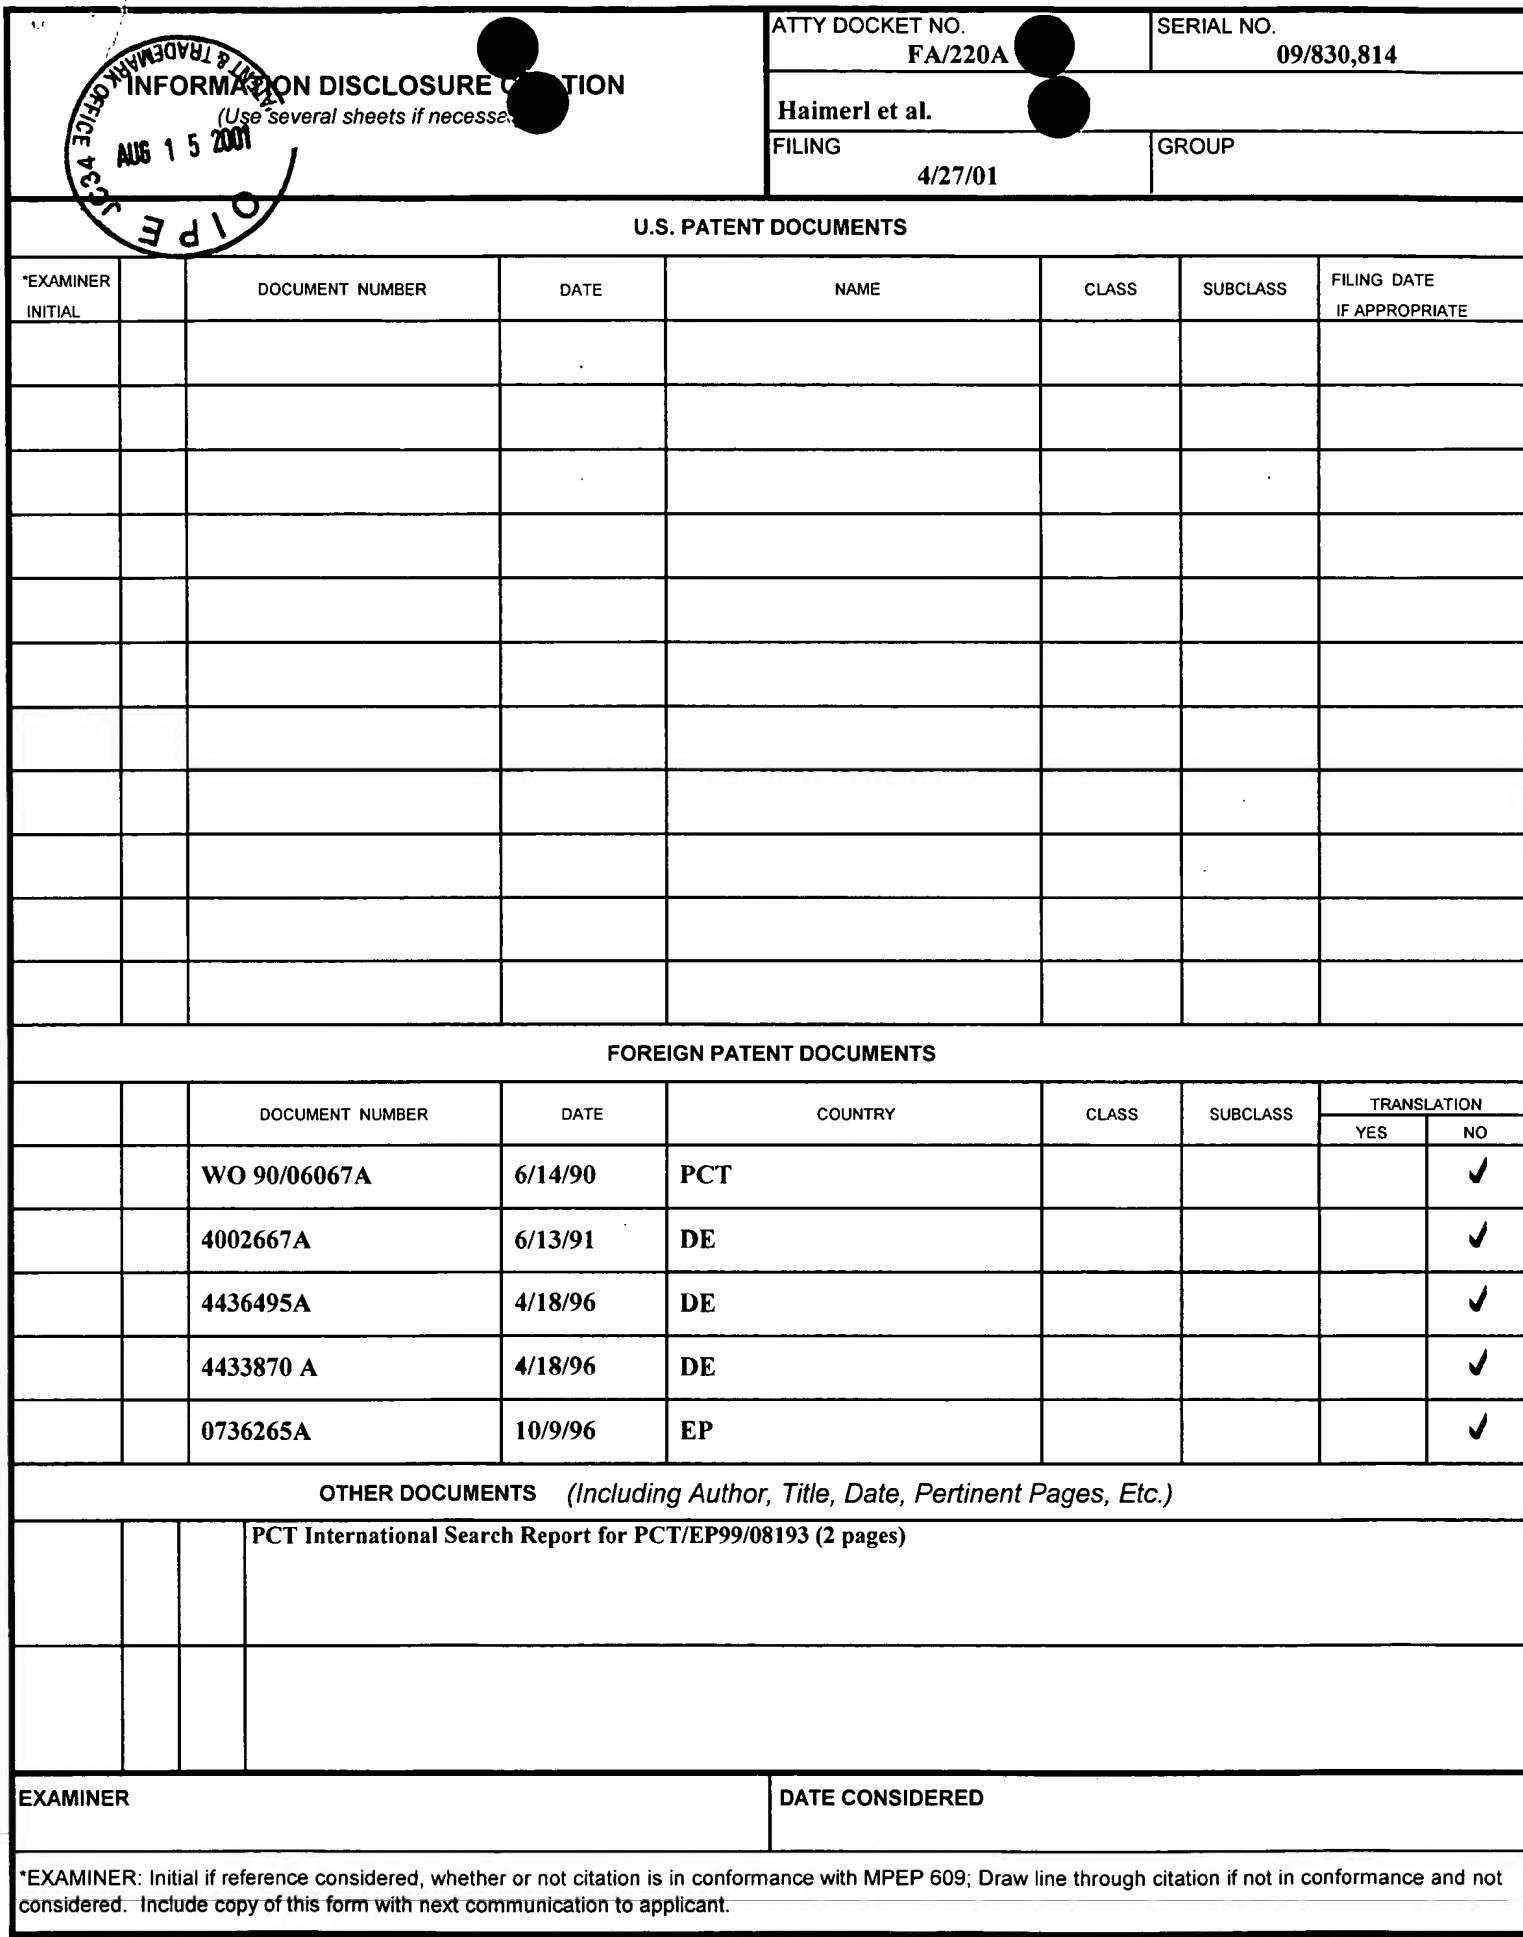 ATTY DOCKET NO.
FA/220A
SERIAL NO.
09/830,814
INFORMATION DISCLOSURE
(Use several sheets if
Haimerl et al.
FILING
4/27/01
GROUP
PATENT & TRADEMARK OFFICE
AUG 15 2001
OIPE
U.S. PATENT DOCUMENTS
*EXAMINER INITIAL DOCUMENT NUMBER DATE NAME CLASS SUBCLASS FILING DATE IF APPROPRIATE
FOREIGN PATENT DOCUMENTS
DOCUMENT NUMBER DATE COUNTRY CLASS SUBCLASS TRANSLATION
YES NO
WO 90/06067A 6/14/90 PCT ✓
4002667A 6/13/91 DE ✓
4436495A 4/18/96 DE ✓
4433870 A 4/18/96 DE ✓
0736265A 10/9/96 EP ✓
OTHER DOCUMENTS (Including Author, Title, Date, Pertinent Pages, Etc.)
PCT International Search Report for PCT/EP99/08193 (2 pages)
EXAMINER
DATE CONSIDERED
*EXAMINER: Initial if reference considered, whether or not citation is in conformance with MPEP 609; Draw line through citation if not in conformance and not
considered. Include copy of this form with next communication to applicant.